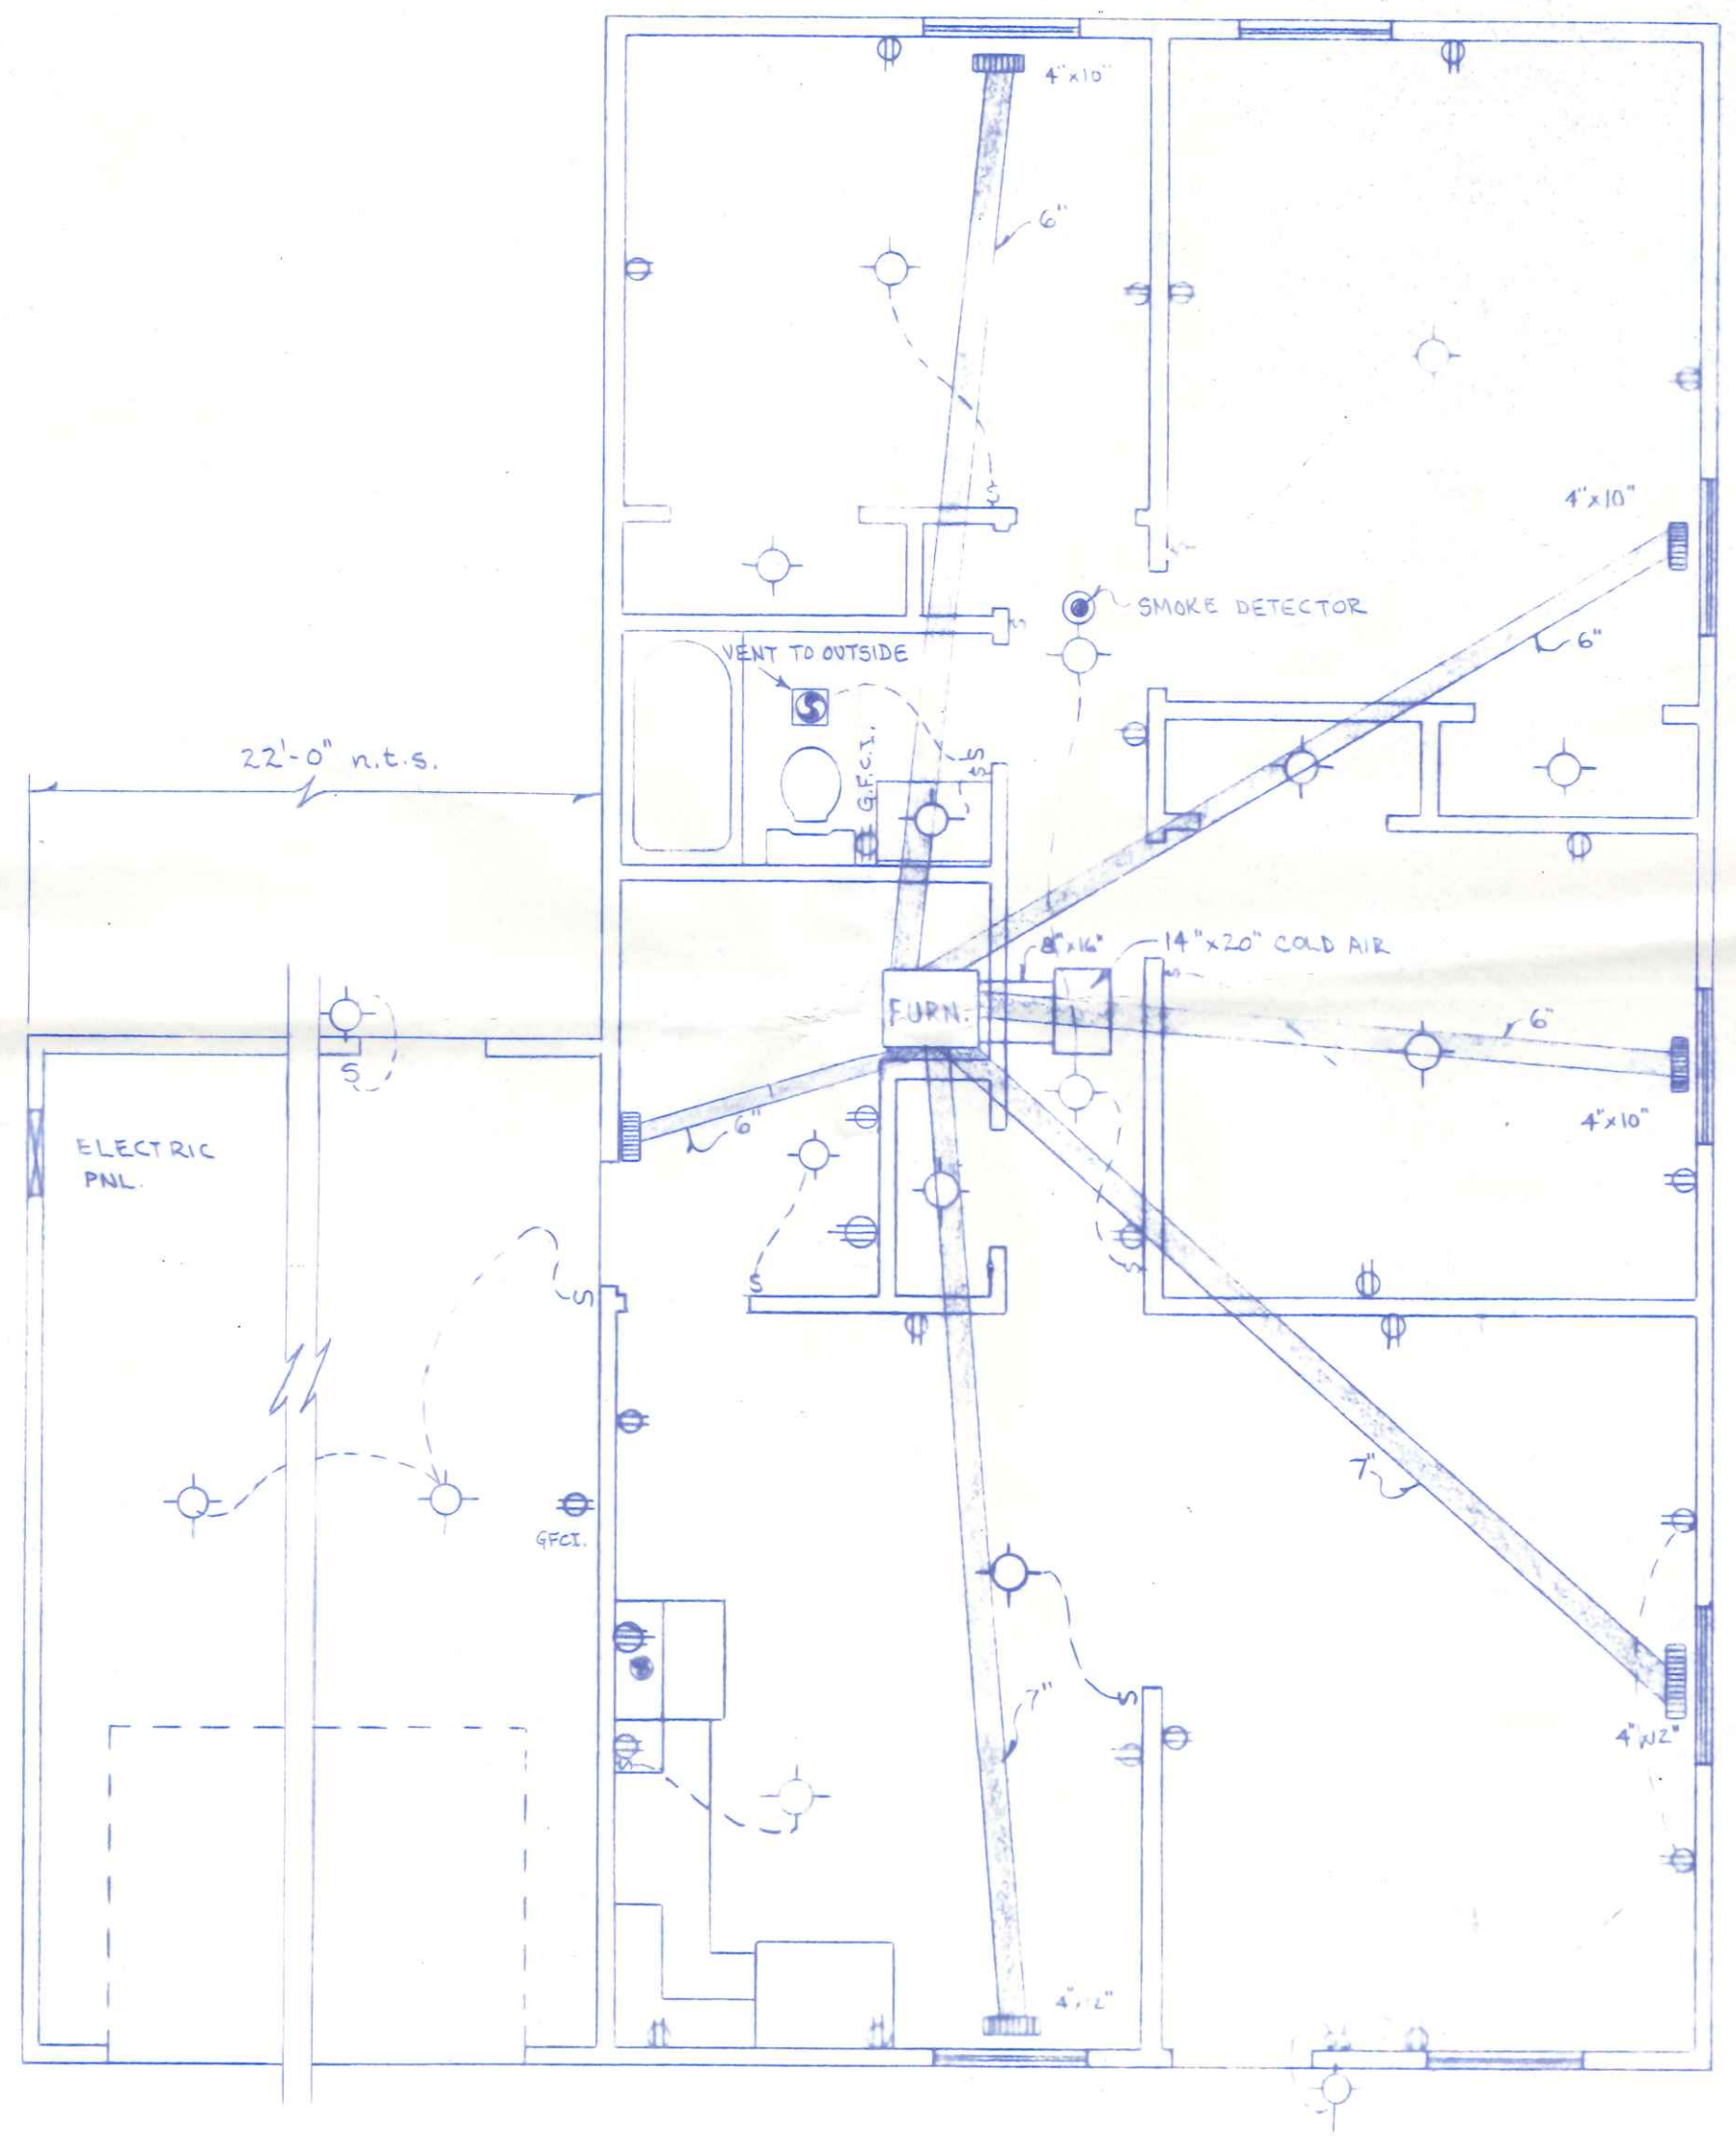 4"x10"
6"
S
4"x10"
SMOKE DETECTOR
6"
VENT TO OUTSIDE
G.F.C.I.
S
S
22'-0" n.t.s.
8"x16"
14"x20" COLD AIR
FURN.
6"
S
ELECTRIC
PNL.
6"
4"x10"
S
S
S
7"
GFCI.
7"
S
4"x12"
S
4"x12"